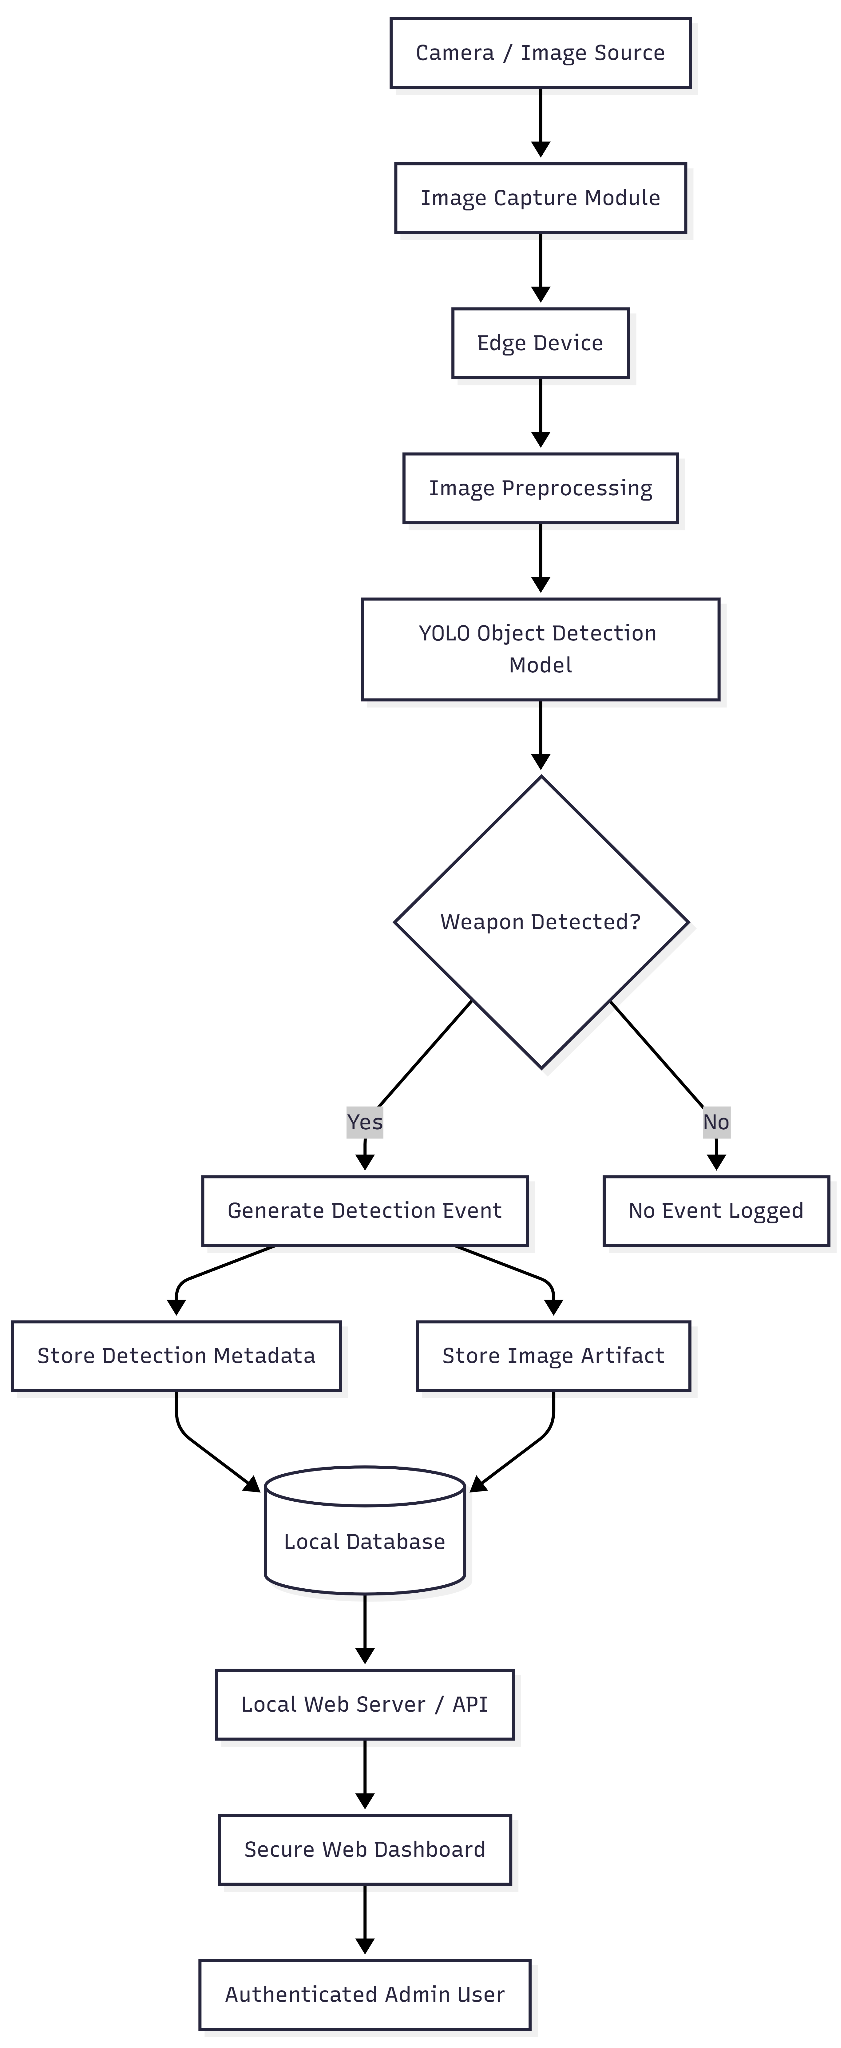 Camera / Image Source
Image Capture Module
Edge Device
Image Preprocessing
YOLO Object Detection
Model
Weapon Detected?
Yes
No
Generate Detection Event
No Event Logged
Store Detection Metadata
Store Image Artifact
Local Database
Local Web Server / API
Secure Web Dashboard
Authenticated Admin User